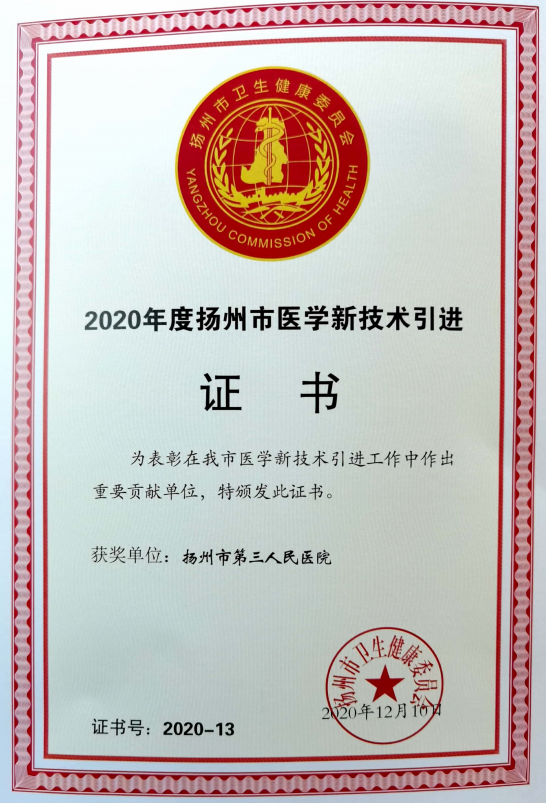 扬州市卫生健康委员会
YANGZHOU COMMISSION OF HEALTH
2020年度扬州市医学新技术引进
证 书
为表彰在我市医学新技术引进工作中作出
重要贡献单位，特颁发此证书。
获奖单位：扬州市第三人民医院
扬州市卫生健康委员会
2020年12月10日
证书号：2020-13